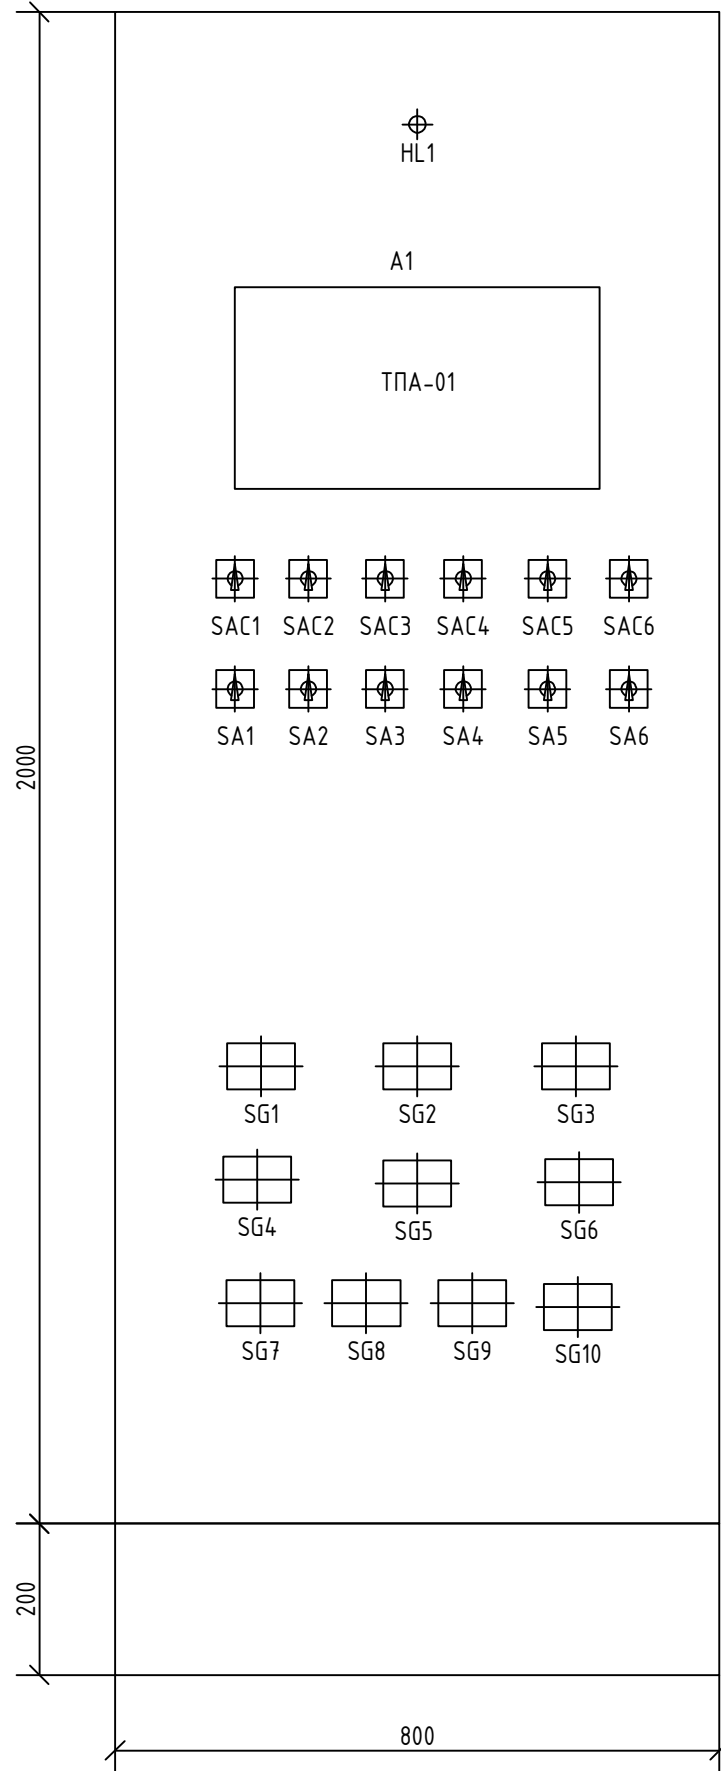 HL1
A1
ТПА-01
SAC1 SAC2 SAC3 SAC4 SAC5 SAC6
SA1 SA2 SA3 SA4 SA5 SA6
2000
SG1 SG2 SG3
SG4 SG5 SG6
SG7 SG8 SG9 SG10
200
800